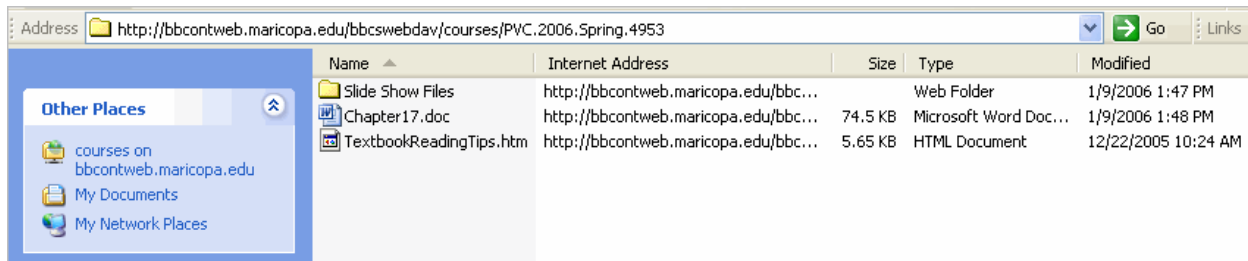 Address http://bbcontweb.maricopa.edu/bbcswebdav/courses/PVC.2006.Spring.4953 Go Links
Name Internet Address Size Type Modified
Other Places
courses on
bbcontweb.maricopa.edu
My Documents
My Network Places
Slide Show Files http://bbcontweb.maricopa.edu/bbc... Web Folder 1/9/2006 1:47 PM
Chapter17.doc http://bbcontweb.maricopa.edu/bbc... 74.5 KB Microsoft Word Doc... 1/9/2006 1:48 PM
TextbookReadingTips.htm http://bbcontweb.maricopa.edu/bbc... 5.65 KB HTML Document 12/22/2005 10:24 AM